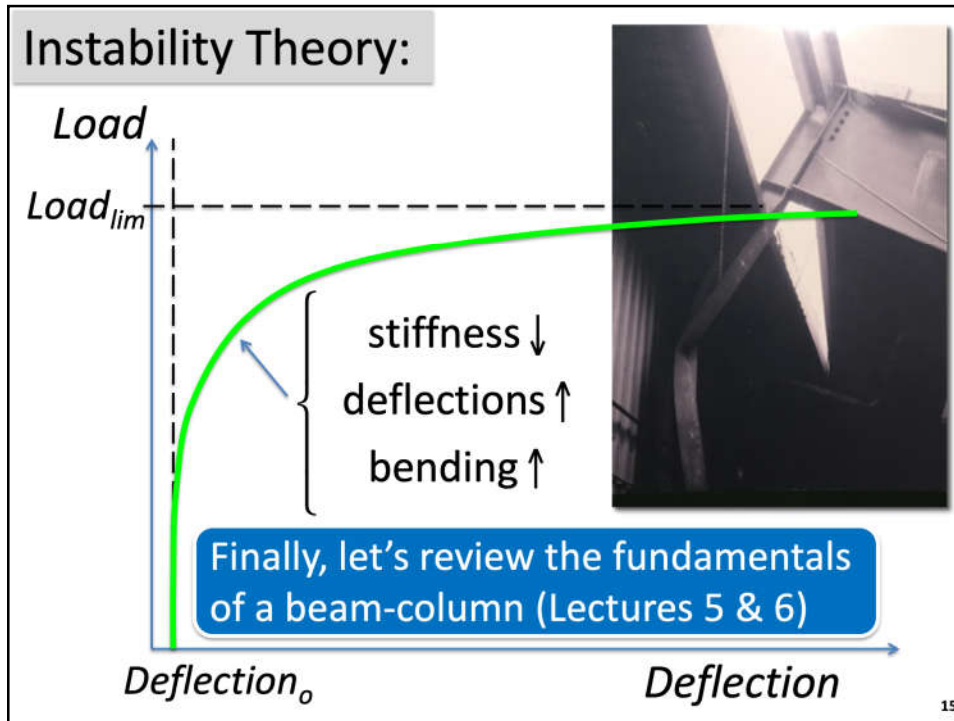 Instability Theory:
Load
Load_lim
stiffness ↓
deflections ↑
bending ↑
Finally, let’s review the fundamentals
of a beam-column (Lectures 5 & 6)
Deflection_o
Deflection
15